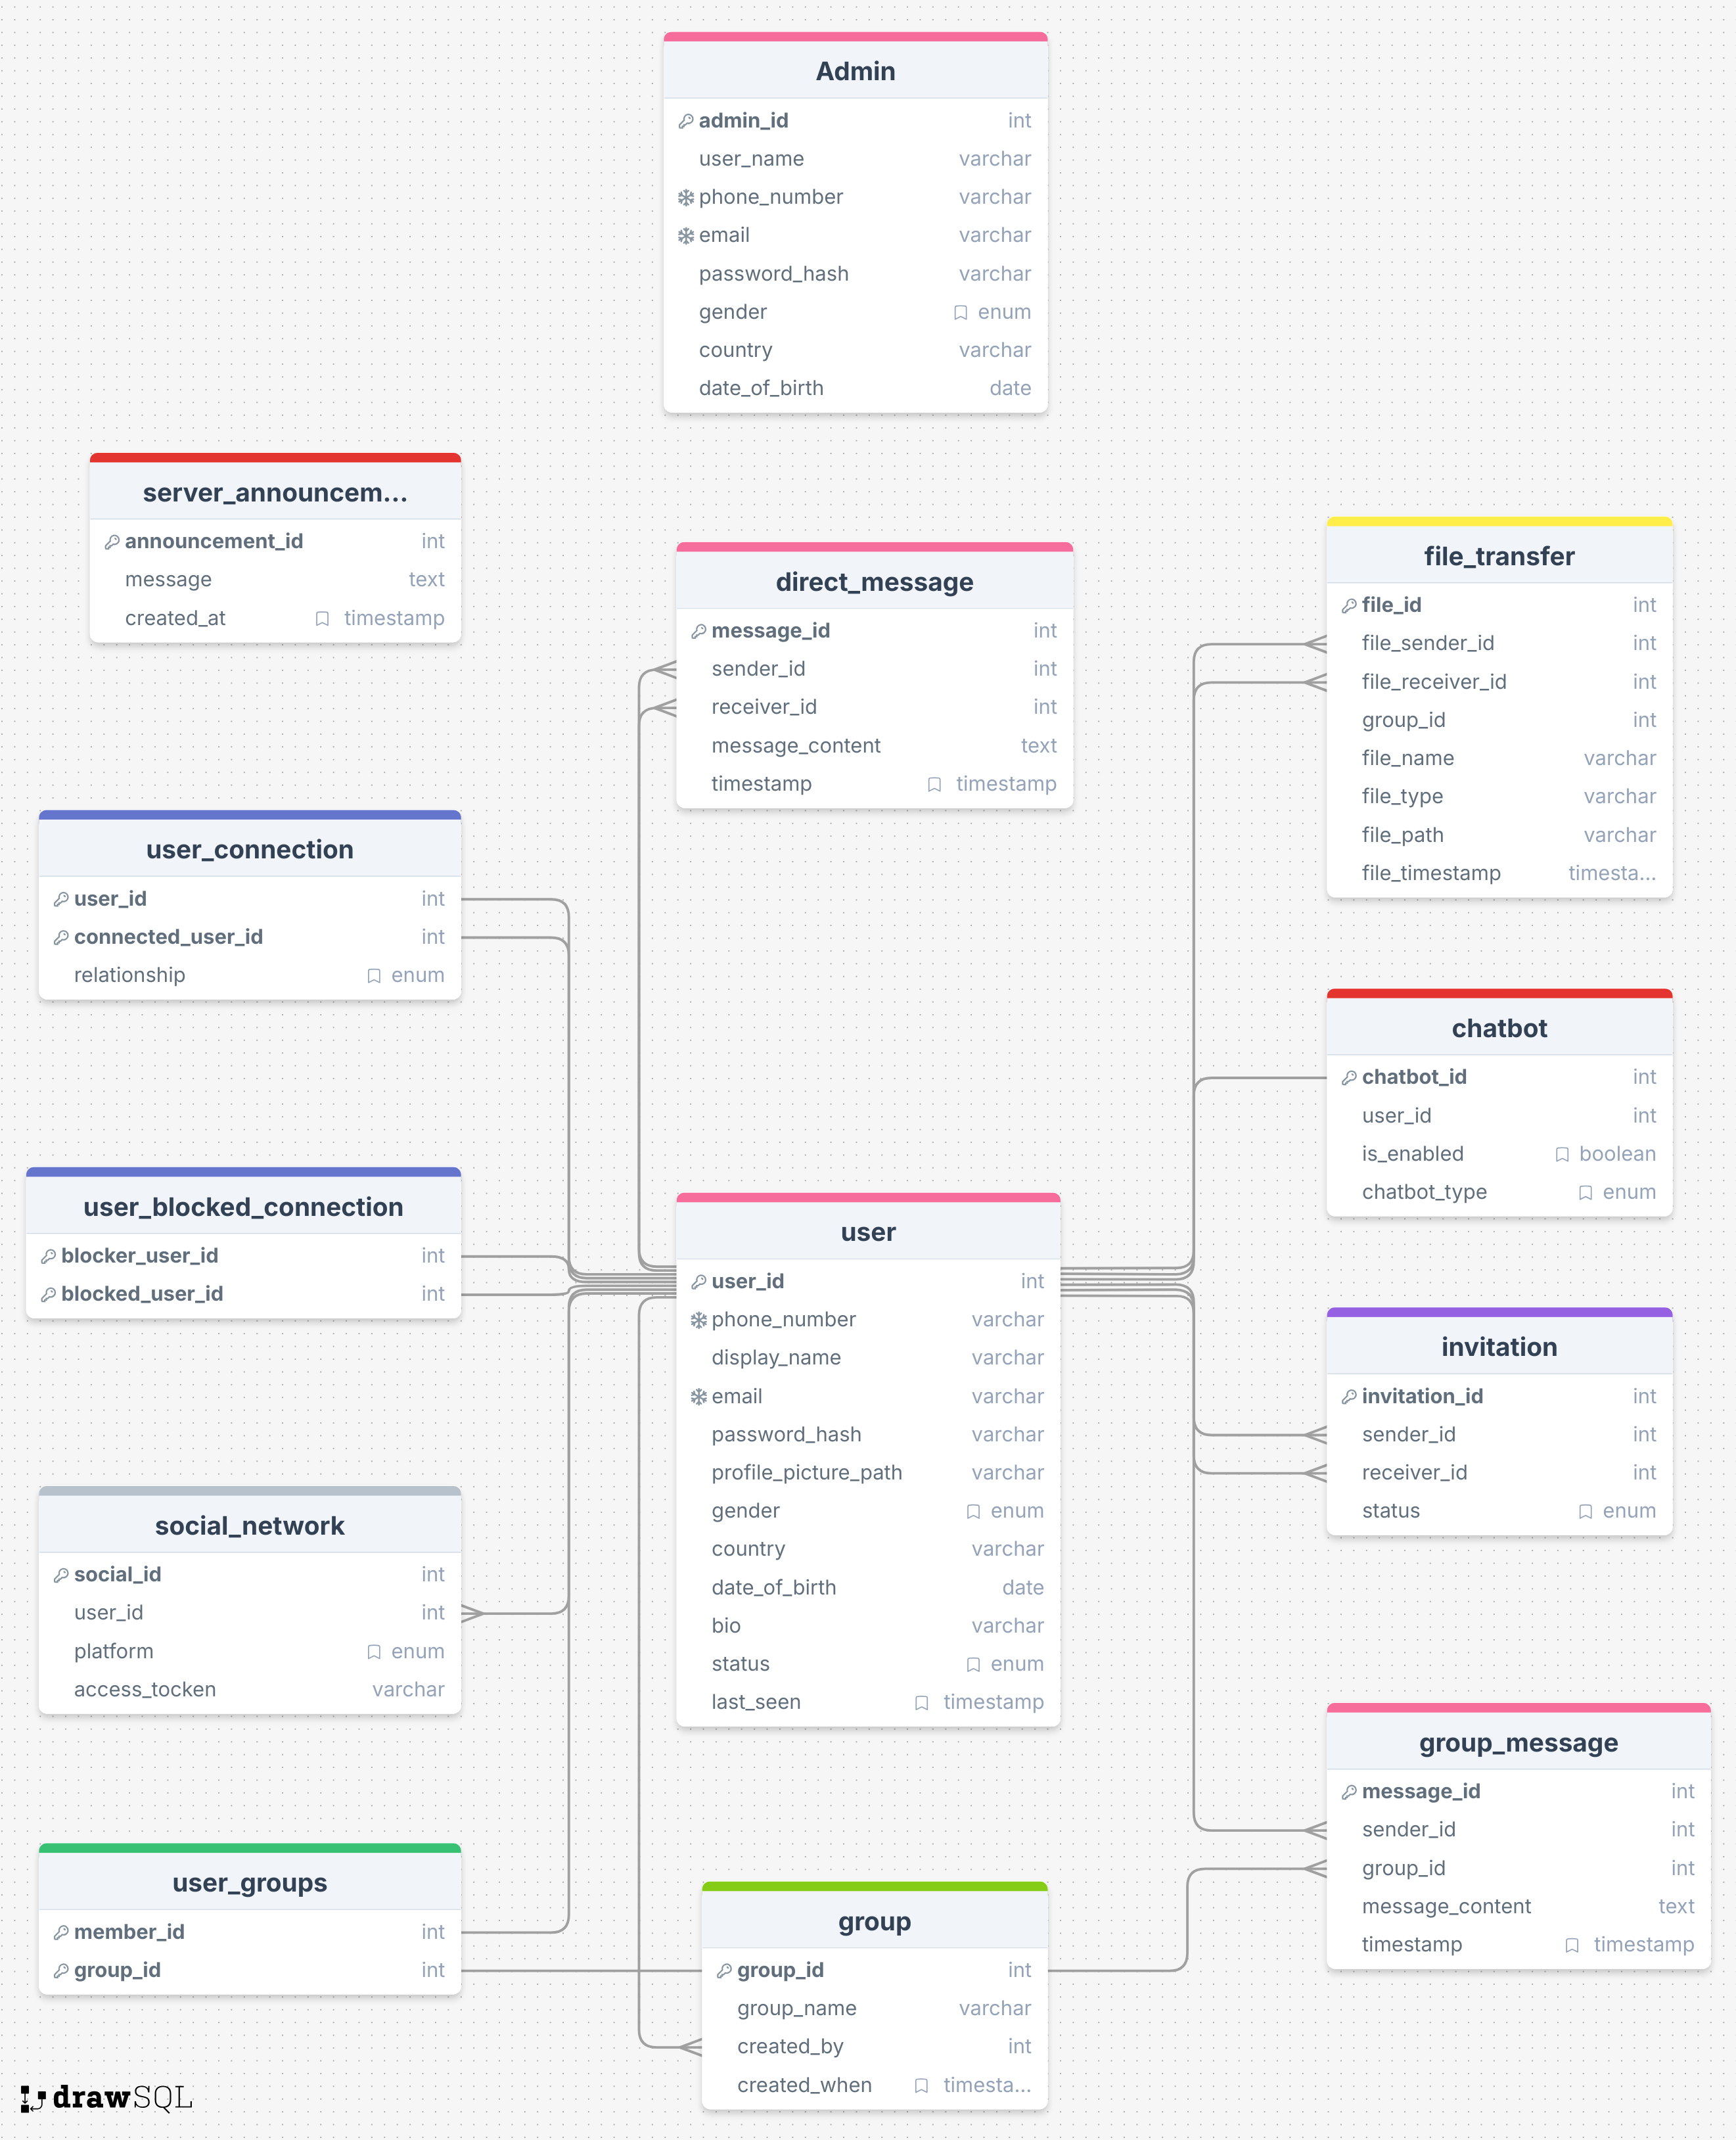 Admin
admin_id int
user_name varchar
phone_number varchar
email varchar
password_hash varchar
gender enum
country varchar
date_of_birth date
server_announcem...
announcement_id int
message text
created_at timestamp
direct_message
message_id int
sender_id int
receiver_id int
message_content text
timestamp timestamp
file_transfer
file_id int
file_sender_id int
file_receiver_id int
group_id int
file_name varchar
file_type varchar
file_path varchar
file_timestamp timesta...
user_connection
user_id int
connected_user_id int
relationship enum
chatbot
chatbot_id int
user_id int
is_enabled boolean
chatbot_type enum
user_blocked_connection
blocker_user_id int
blocked_user_id int
user
user_id int
phone_number varchar
display_name varchar
email varchar
password_hash varchar
profile_picture_path varchar
gender enum
country varchar
date_of_birth date
bio varchar
status enum
last_seen timestamp
invitation
invitation_id int
sender_id int
receiver_id int
status enum
social_network
social_id int
user_id int
platform enum
access_tocken varchar
group_message
message_id int
sender_id int
group_id int
message_content text
timestamp timestamp
user_groups
member_id int
group_id int
group
group_id int
group_name varchar
created_by int
created_when timesta...
drawSQL